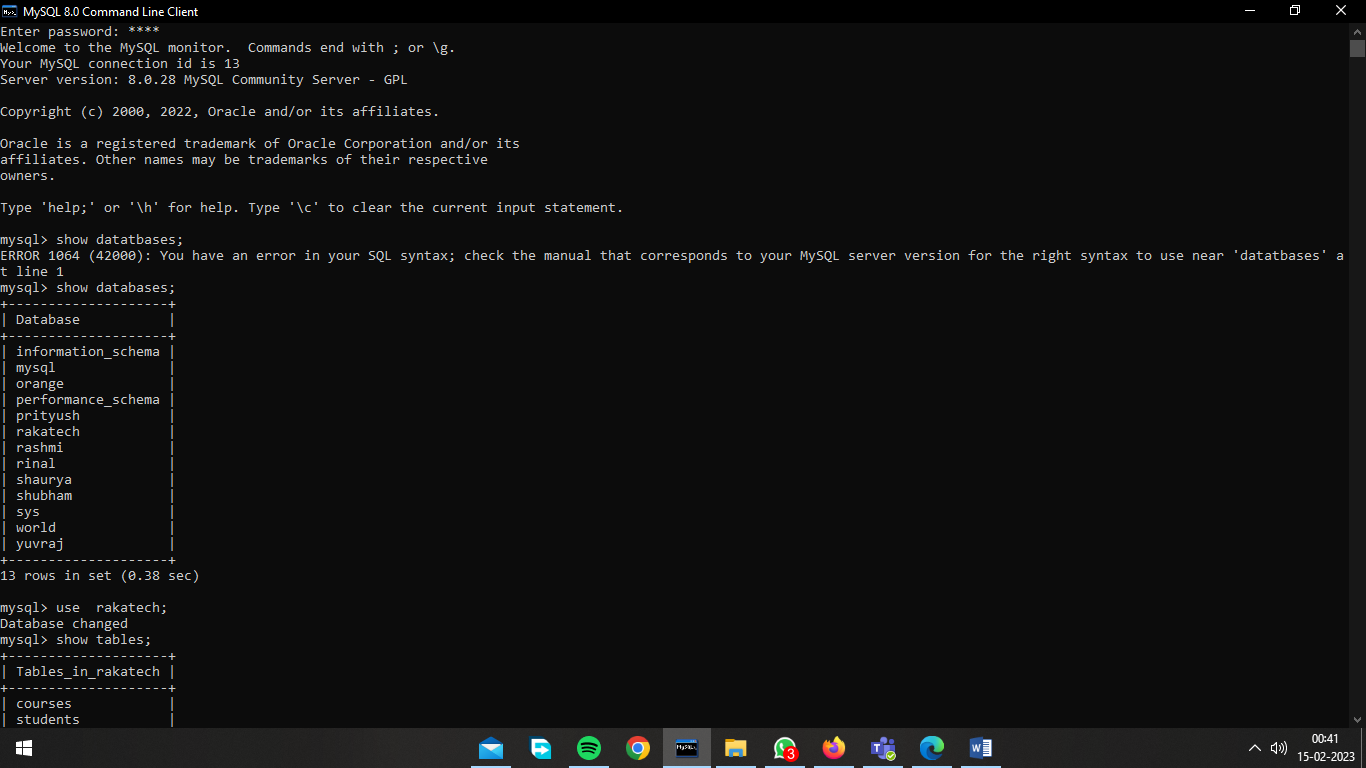 MySQL 8.0 Command Line Client
Enter password: ****
Welcome to the MySQL monitor.  Commands end with ; or \g.
Your MySQL connection id is 13
Server version: 8.0.28 MySQL Community Server - GPL
Copyright (c) 2000, 2022, Oracle and/or its affiliates.
Oracle is a registered trademark of Oracle Corporation and/or its
affiliates. Other names may be trademarks of their respective
owners.
Type 'help;' or '\h' for help. Type '\c' to clear the current input statement.
mysql> show datatbases;
ERROR 1064 (42000): You have an error in your SQL syntax; check the manual that corresponds to your MySQL server version for the right syntax to use near 'datatbases' a
t line 1
mysql> show databases;
+--------------------+
| Database           |
+--------------------+
| information_schema |
| mysql              |
| orange             |
| performance_schema |
| prityush           |
| rakatech           |
| rashmi             |
| rinal              |
| shaurya            |
| shubham            |
| sys                |
| world              |
| yuvraj             |
+--------------------+
13 rows in set (0.38 sec)
mysql> use  rakatech;
Database changed
mysql> show tables;
+--------------------+
| Tables_in_rakatech |
+--------------------+
| courses            |
| students           |
3
00:41
15-02-2023